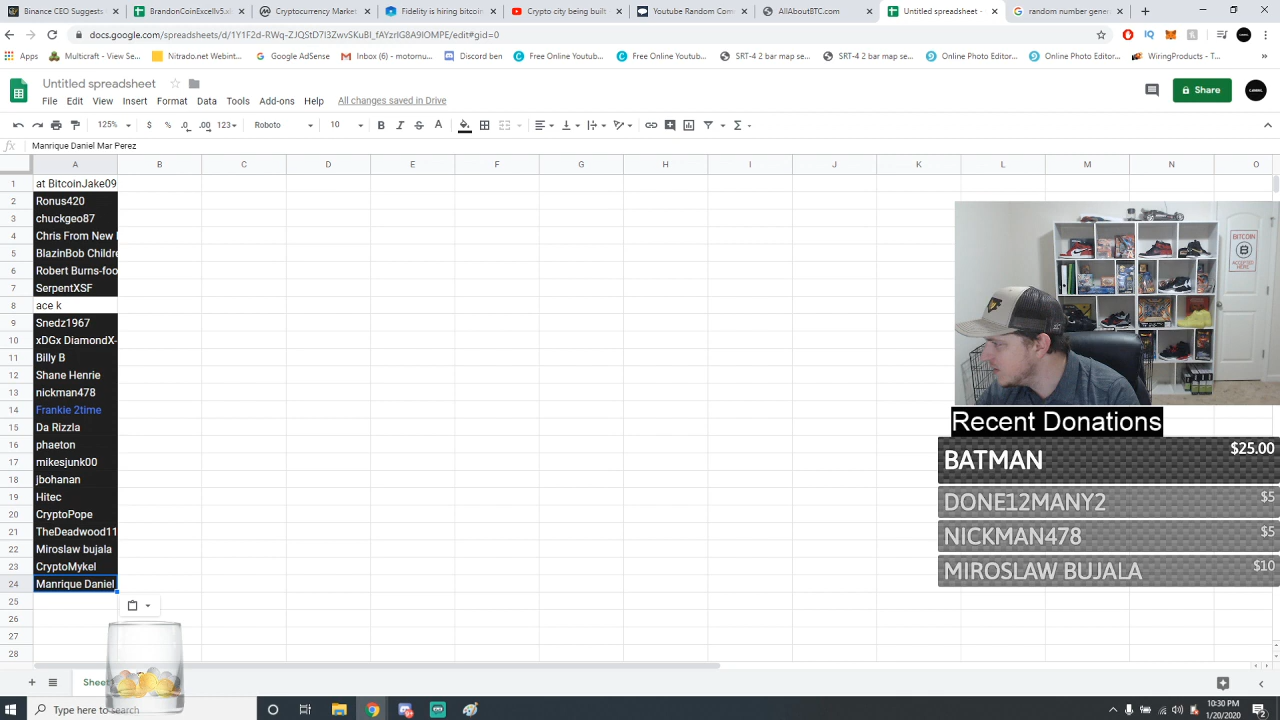 Binance CEO Suggests
BrandonCoinExcellv5.xl
Cryptocurrency Market
Fidelity is hiring bitcoin
Crypto city being built
Youtube Random Com
AllAboutBTC.com
Untitled spreadsheet -
random number gener
docs.google.com/spreadsheets/d/1Y1F2d-RWq-ZJQStD7I3ZwvSKuBI_fAYzrlG8A9lOMPE/edit#gid=0
Apps
Multicraft - View Se...
Nitrado.net Webint...
Google AdSense
Inbox (6) - motornu...
Discord ben
Free Online Youtub...
Free Online Youtub...
SRT-4 2 bar map se...
SRT-4 2 bar map se...
Online Photo Editor...
Online Photo Editor...
WiringProducts - T...
Untitled spreadsheet
File Edit View Insert Format Data Tools Add-ons Help All changes saved in Drive
Share
125% $ % .0 .00 123 Roboto 10 B I S A
fx Manrique Daniel Mar Perez
A B C D E F G H I J K L M N O
1 at BitcoinJake09
2 Ronus420
3 chuckgeo87
4 Chris From New
5 BlazinBob Childre
6 Robert Burns-foo
7 SerpentXSF
8 ace k
9 Snedz1967
10 xDGx DiamondX-
11 Billy B
12 Shane Henrie
13 nickman478
14 Frankie 2time
15 Da Rizzla
16 phaeton
17 mikesjunk00
18 jbohanan
19 Hitec
20 CryptoPope
21 TheDeadwood11
22 Miroslaw bujala
23 CryptoMykel
24 Manrique Daniel
25
26
27
28
BITCOIN
B
ACCEPTED
HERE
Recent Donations
BATMAN $25.00
DONE12MANY2 $5
NICKMAN478 $5
MIROSLAW BUJALA $10
Sheet
Type here to search
10:30 PM
1/20/2020
2